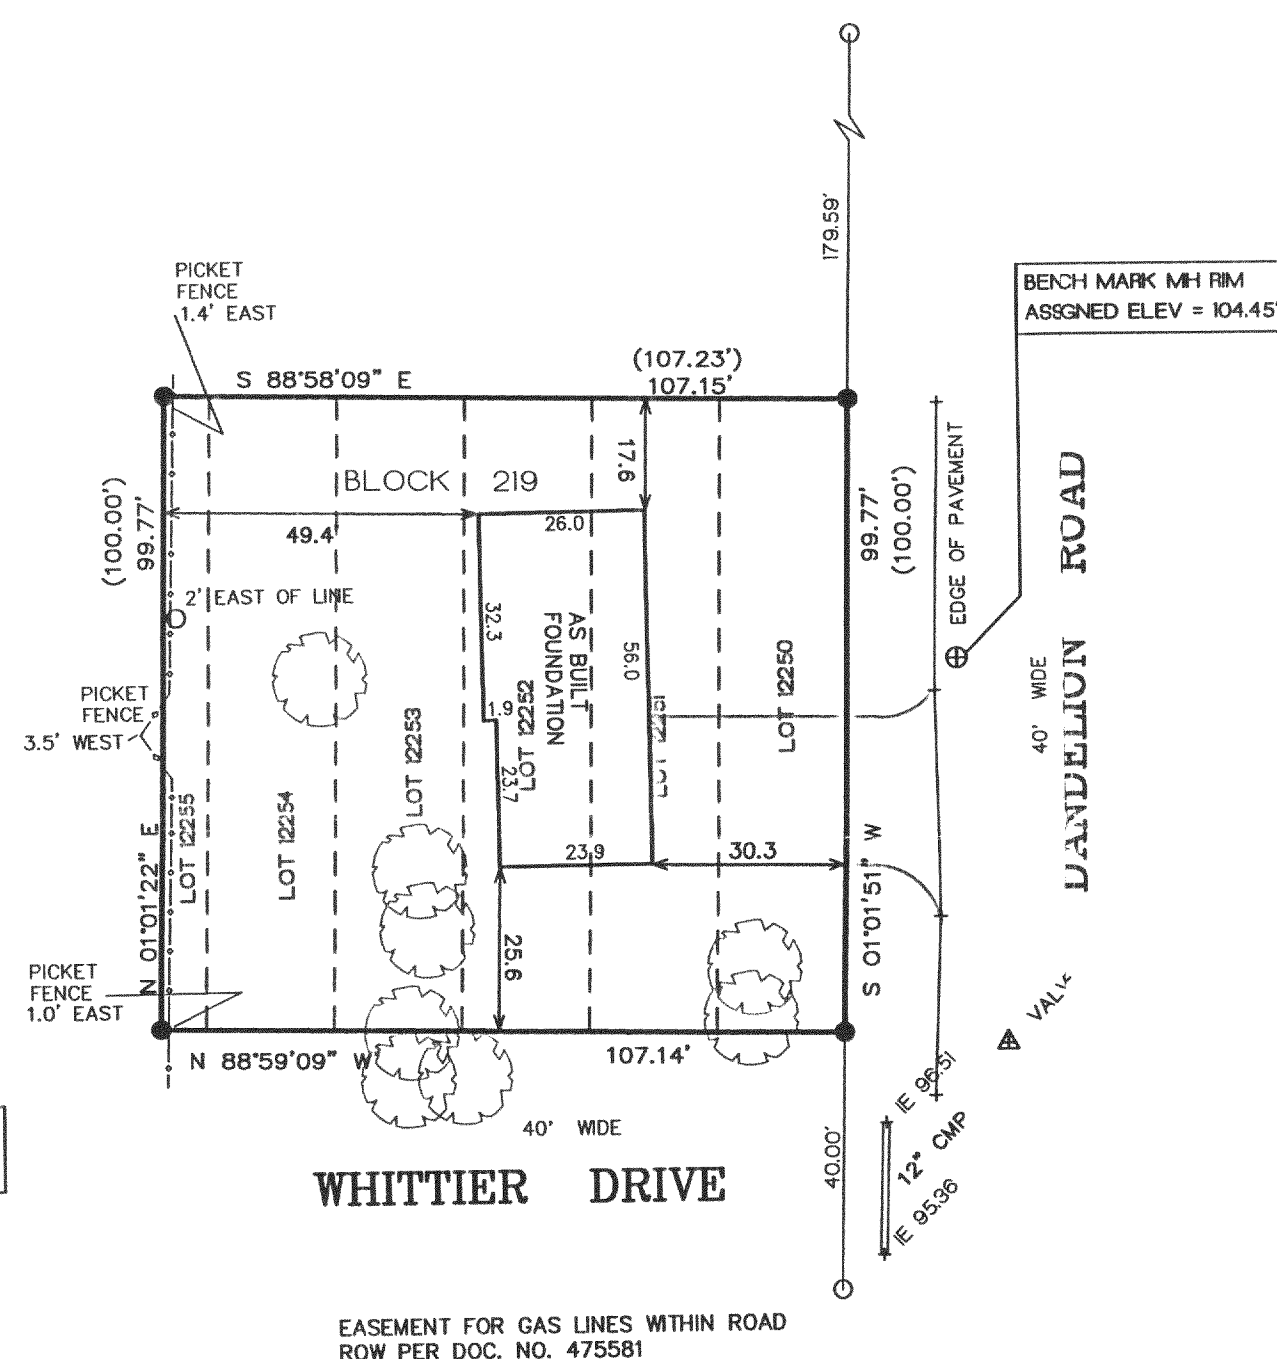 179.59'
BENCH MARK MH RIM
ASSGNED ELEV = 104.45'
PICKET
FENCE
1.4' EAST
S 88°58'09" E
(107.23')
107.15'
BLOCK 219
17.6
49.4
26.0
(100.00')
99.77'
99.77'
(100.00')
EDGE OF PAVEMENT
DANDELION ROAD
40' WIDE
2' EAST OF LINE
32.3
AS BUILT
FOUNDATION
56.0
PICKET
FENCE
3.5' WEST
1.9
23.7
LOT 12255
LOT 12254
LOT 12253
LOT 12252
LOT 12251
LOT 12250
23.9
30.3
25.6
N 01°01'22" E
S 01°01'51" W
PICKET
FENCE
1.0' EAST
N 88°59'09" W
107.14'
40' WIDE
WHITTIER DRIVE
40.00'
IE 96.51
12" CMP
IE 95.36
EASEMENT FOR GAS LINES WITHIN ROAD
ROW PER DOC. NO. 475581